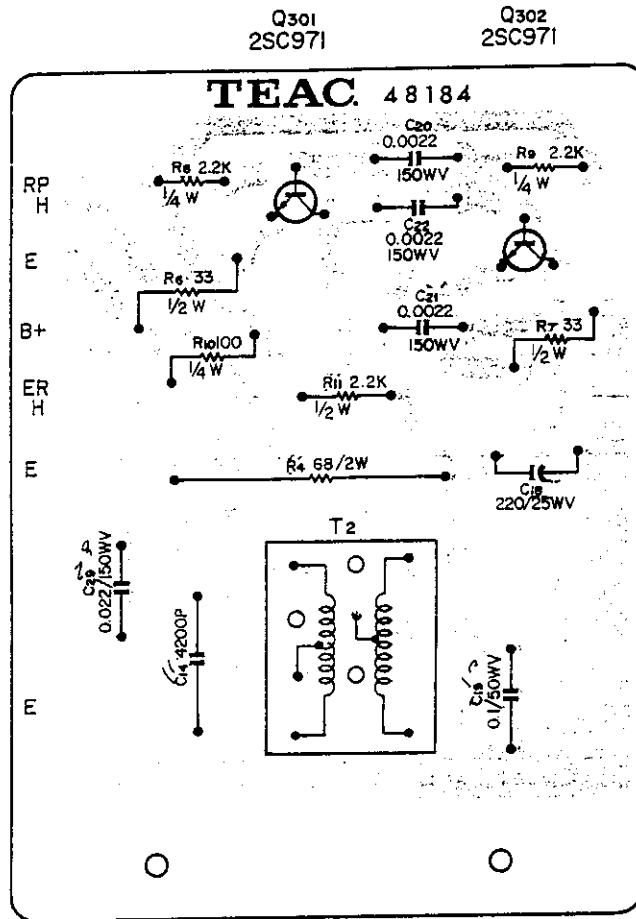 Q301
2SC971
Q302
2SC971
TEAC. 48184
C20
0.0022
150WV
R8 2.2K
1/4 W
R9 2.2K
1/4 W
RP
H
C22
0.0022
150WV
E
R6 33
1/2 W
C21
0.0022
150WV
B+
R7 33
1/2 W
R10 100
1/4 W
ER
H
R11 2.2K
1/2 W
E
R4 68/2W
C18
220/25WV
T2
C29
0.022/150WV
C14 4200P
C19
0.1/50WV
E